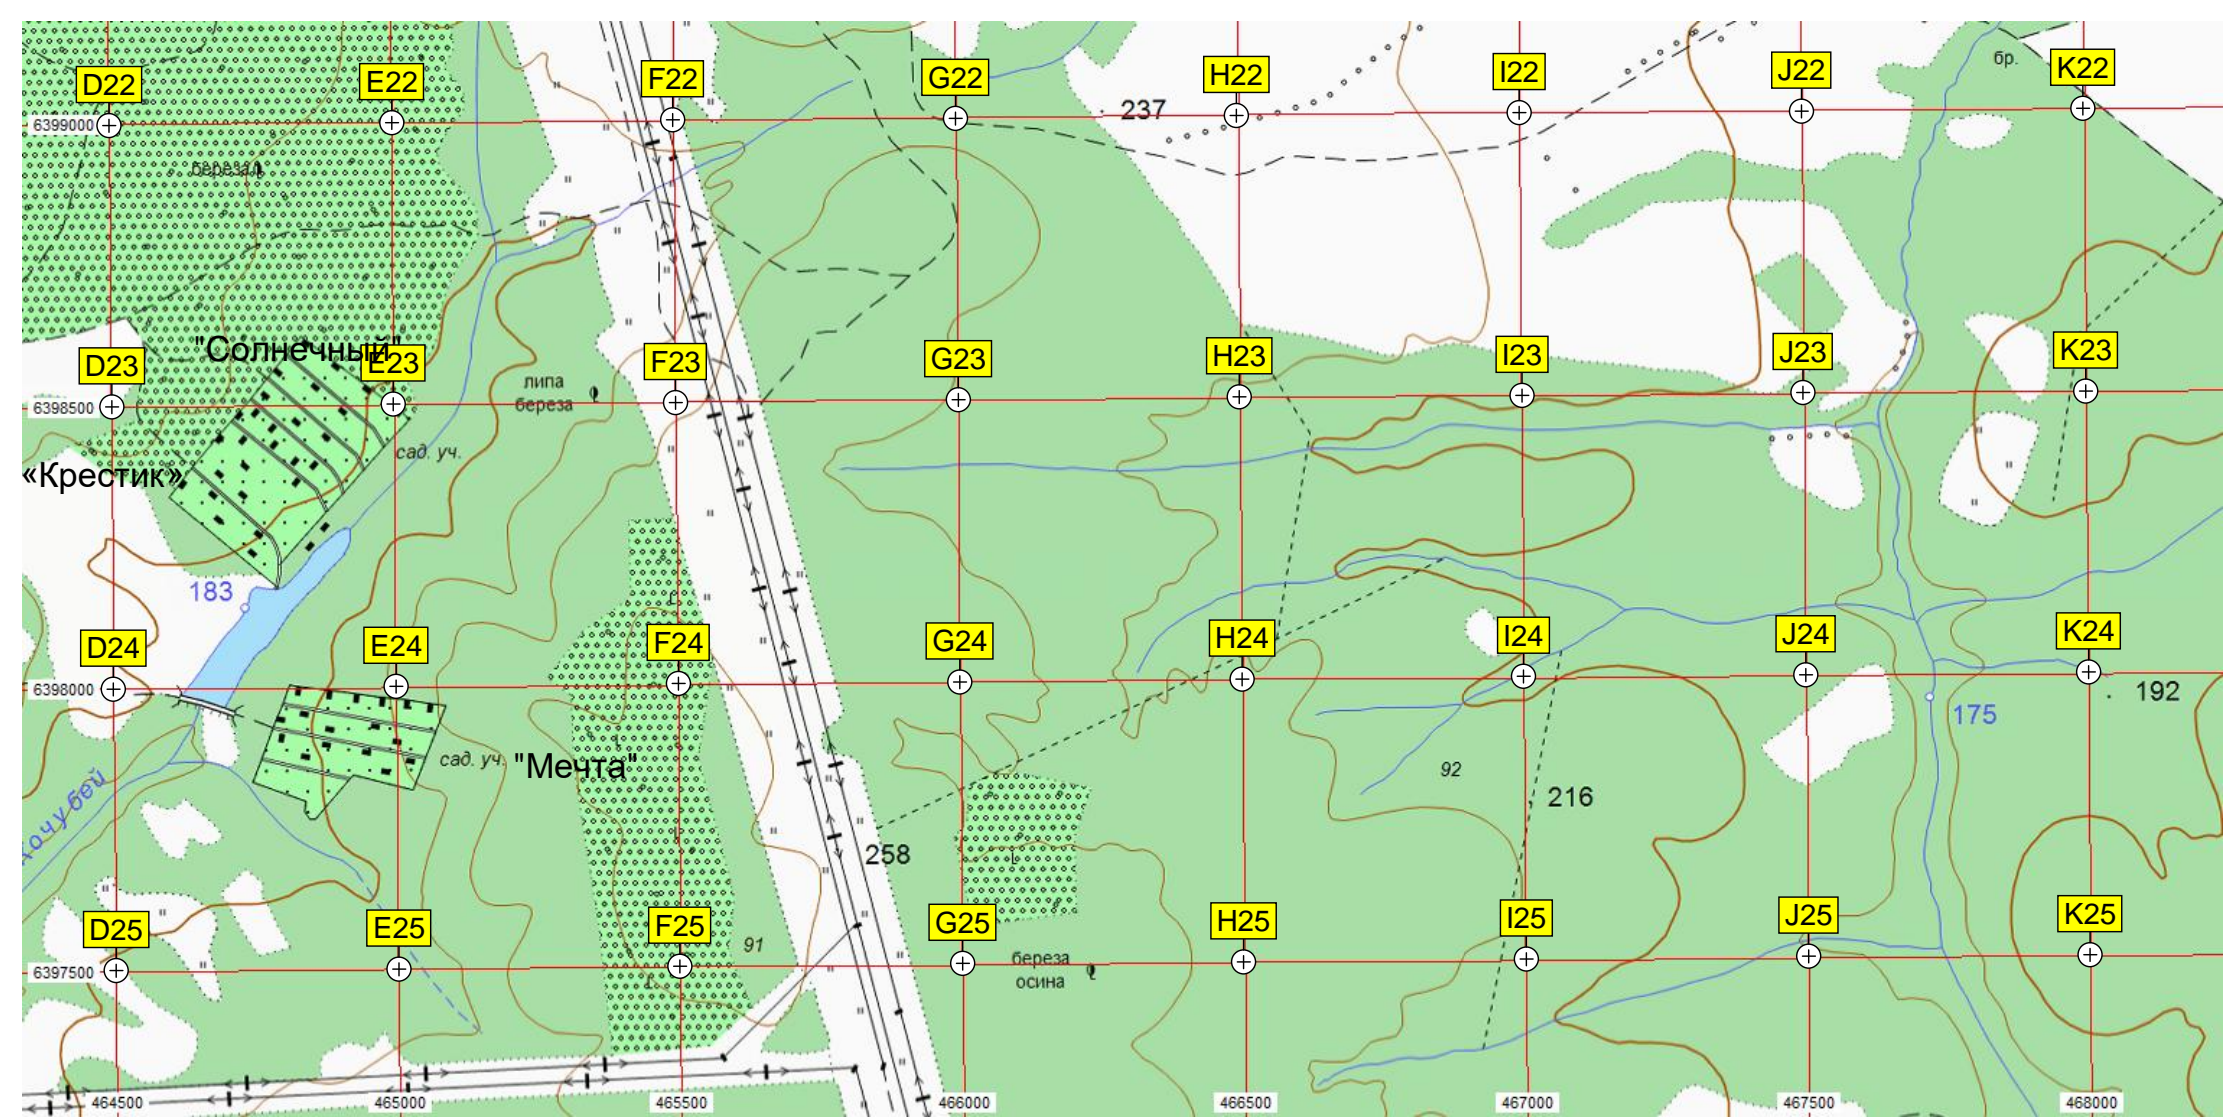 бр.
D22 E22 F22 G22 H22 I22 J22 K22
237
6399000
береза
"Солнечный"
D23 E23 F23 G23 H23 I23 J23 K23
липа
береза
6398500
сад. уч.
«Крестик»
183
D24 E24 F24 G24 H24 I24 J24 K24
6398000
192
175
сад. уч. "Мечта"
92
216
очубей
258
D25 E25 F25 G25 H25 I25 J25 K25
91
береза
осина
6397500
464500 465000 465500 466000 466500 467000 467500 468000